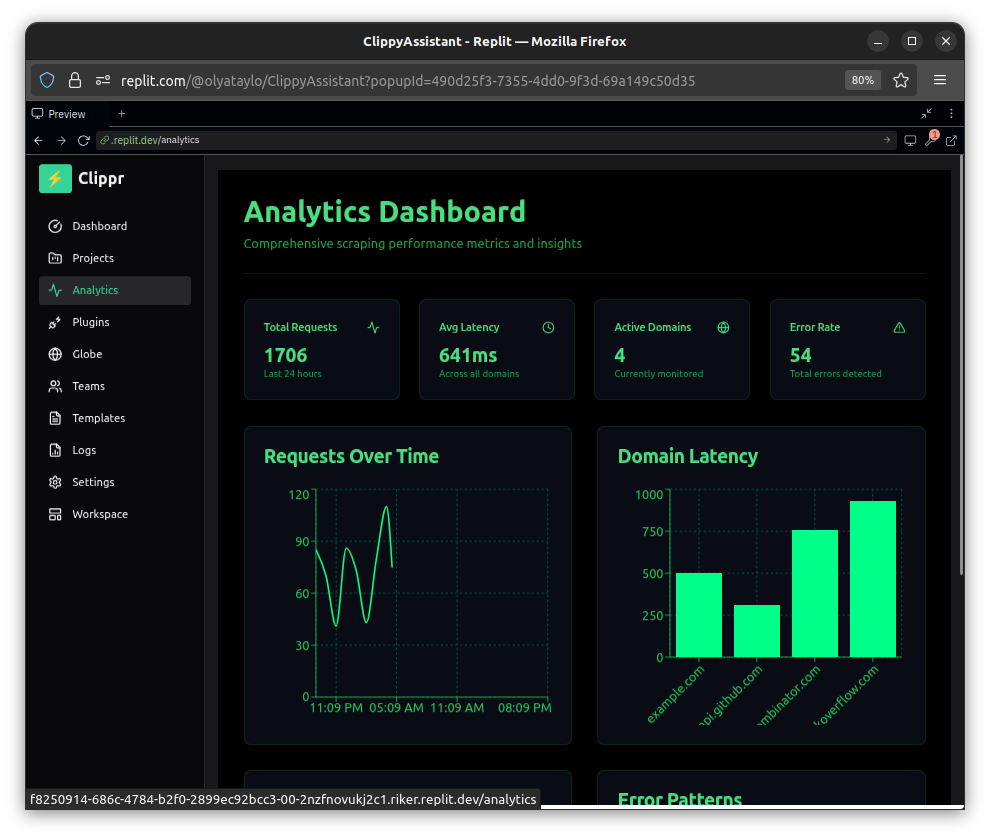 ClippyAssistant - Replit — Mozilla Firefox
replit.com/@olyataylo/ClippyAssistant?popupId=490d25f3-7355-4dd0-9f3d-69a149c50d35
80%
Preview
.replit.dev/analytics
1
Clippr
Dashboard
Projects
Analytics
Plugins
Globe
Teams
Templates
Logs
Settings
Workspace
Analytics Dashboard
Comprehensive scraping performance metrics and insights
Total Requests
1706
Last 24 hours
Avg Latency
641ms
Across all domains
Active Domains
4
Currently monitored
Error Rate
54
Total errors detected
Requests Over Time
120
90
60
30
0
11:09 PM 05:09 AM 11:09 AM 08:09 PM
Domain Latency
1000
750
500
250
0
example.com
pi.github.com
mbinator.com
koverflow.com
Error Patterns
f8250914-686c-4784-b2f0-2899ec92bcc3-00-2nzfnovukj2c1.riker.replit.dev/analytics